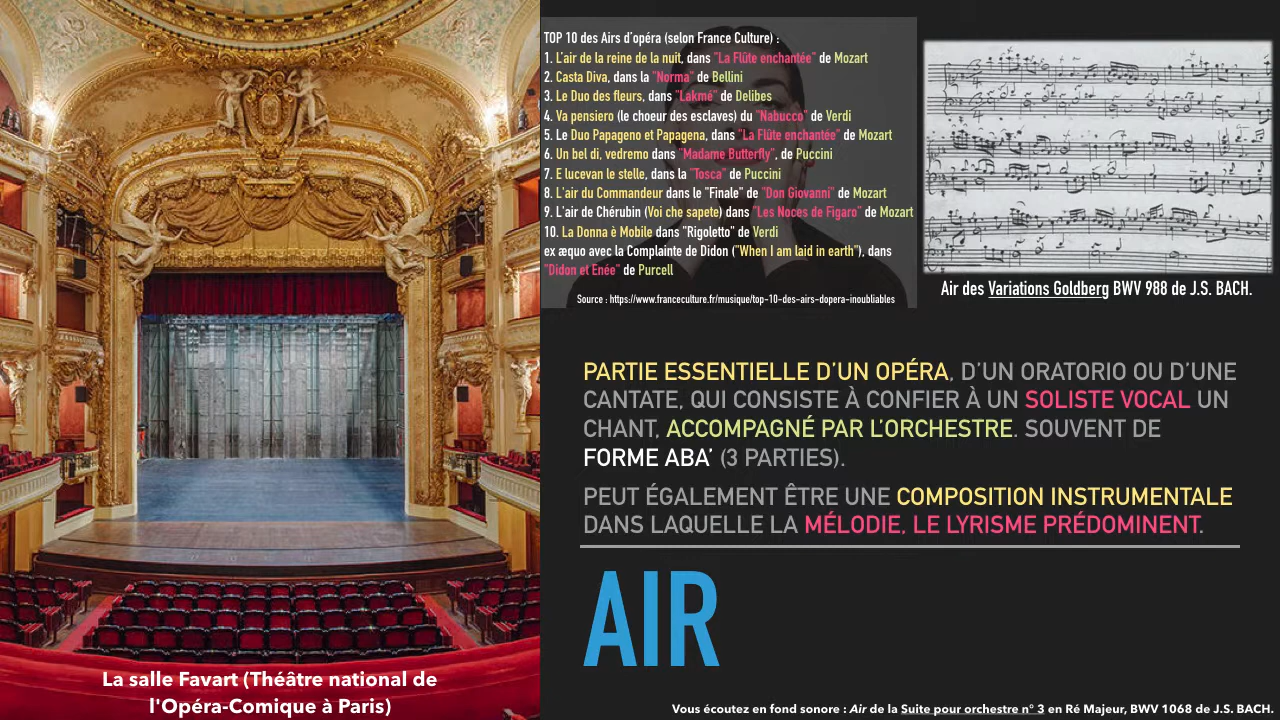 TOP 10 des Airs d'opéra (selon France Culture) :
1. L'air de la reine de la nuit, dans "La Flûte enchantée" de Mozart
2. Casta Diva, dans la "Norma" de Bellini
3. Le Duo des fleurs, dans "Lakmé" de Delibes
4. Va pensiero (le choeur des esclaves) du "Nabucco" de Verdi
5. Le Duo Papageno et Papagena, dans "La Flûte enchantée" de Mozart
6. Un bel di, vedremo dans "Madame Butterfly", de Puccini
7. E lucevan le stelle, dans la "Tosca" de Puccini
8. L'air du Commandeur dans le "Finale" de "Don Giovanni" de Mozart
9. L'air de Chérubin (Voi che sapete) dans "Les Noces de Figaro" de Mozart
10. La Donna è Mobile dans "Rigoletto" de Verdi
ex æquo avec la Complainte de Didon ("When I am laid in earth"), dans
"Didon et Enée" de Purcell
Source : https://www.franceculture.fr/musique/top-10-des-airs-dopera-inoubliables
Air des Variations Goldberg BWV 988 de J.S. BACH.
PARTIE ESSENTIELLE D'UN OPÉRA, D'UN ORATORIO OU D'UNE
CANTATE, QUI CONSISTE À CONFIER À UN SOLISTE VOCAL UN
CHANT, ACCOMPAGNÉ PAR L'ORCHESTRE. SOUVENT DE
FORME ABA' (3 PARTIES).
PEUT ÉGALEMENT ÊTRE UNE COMPOSITION INSTRUMENTALE
DANS LAQUELLE LA MÉLODIE, LE LYRISME PRÉDOMINENT.
AIR
La salle Favart (Théâtre national de
l'Opéra-Comique à Paris)
Vous écoutez en fond sonore : Air de la Suite pour orchestre n° 3 en Ré Majeur, BWV 1068 de J.S. BACH.